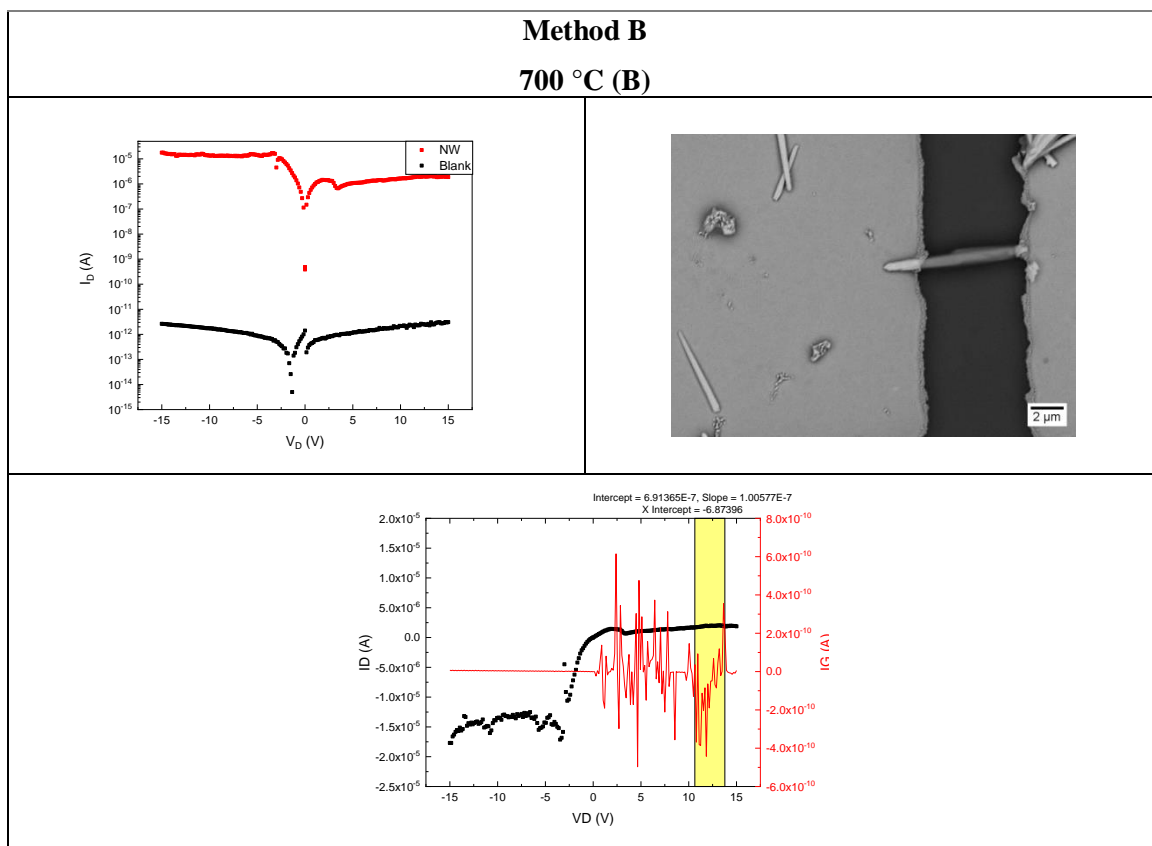 Method B
700 °C (B)
10⁻⁵
10⁻⁶
10⁻⁷
10⁻⁸
10⁻⁹
10⁻¹⁰
10⁻¹¹
10⁻¹²
10⁻¹³
10⁻¹⁴
10⁻¹⁵
I_D (A)
NW
Blank
-15 -10 -5 0 5 10 15
V_D (V)
2 µm
Intercept = 6.91365E-7, Slope = 1.00577E-7
X Intercept = -6.87396
2.0x10⁻⁵
1.5x10⁻⁵
1.0x10⁻⁵
5.0x10⁻⁶
0.0
-5.0x10⁻⁶
-1.0x10⁻⁵
-1.5x10⁻⁵
-2.0x10⁻⁵
-2.5x10⁻⁵
ID (A)
8.0x10⁻¹⁰
6.0x10⁻¹⁰
4.0x10⁻¹⁰
2.0x10⁻¹⁰
0.0
-2.0x10⁻¹⁰
-4.0x10⁻¹⁰
-6.0x10⁻¹⁰
IG (A)
-15 -10 -5 0 5 10 15
VD (V)